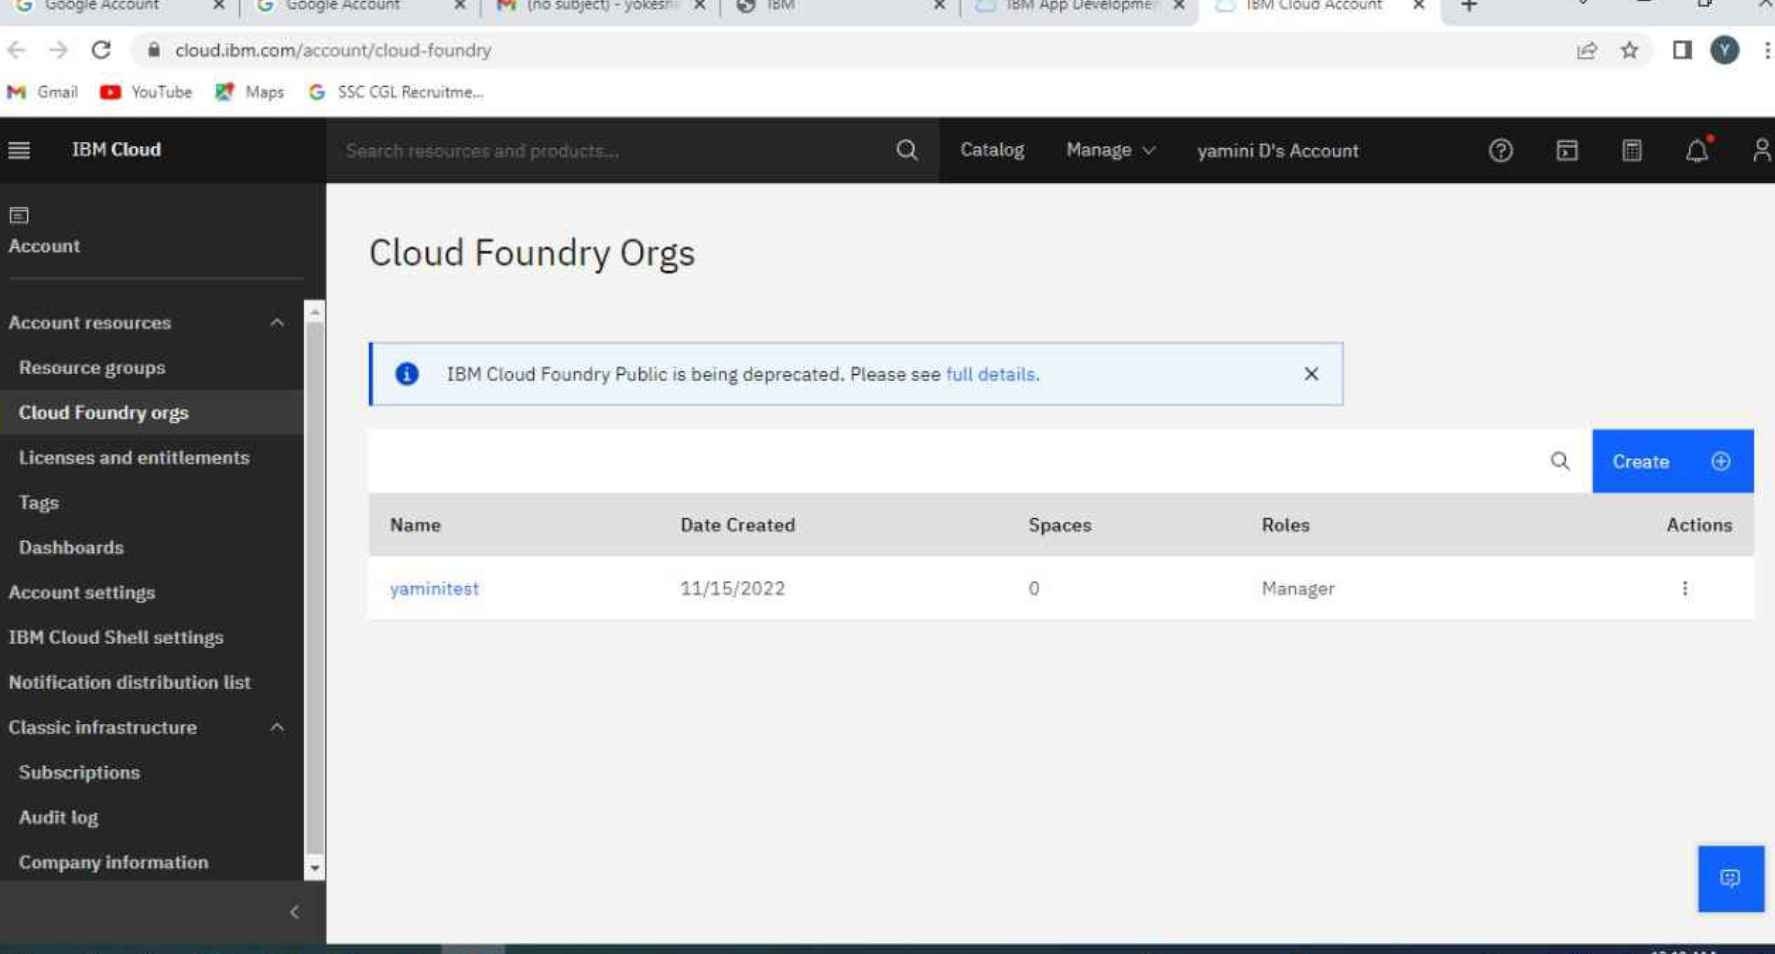 Google Account
Google Account
(no subject) - yokesh
IBM
IBM App Developmen
IBM Cloud Account
cloud.ibm.com/account/cloud-foundry
Y
Gmail
YouTube
Maps
SSC CGL Recruitme...
IBM Cloud
Search resources and products...
Catalog
Manage
yamini D's Account
Account
Account resources
Resource groups
Cloud Foundry orgs
Licenses and entitlements
Tags
Dashboards
Account settings
IBM Cloud Shell settings
Notification distribution list
Classic infrastructure
Subscriptions
Audit log
Company information
Cloud Foundry Orgs
IBM Cloud Foundry Public is being deprecated. Please see full details.
Create
Name Date Created Spaces Roles Actions
yaminitest 11/15/2022 0 Manager